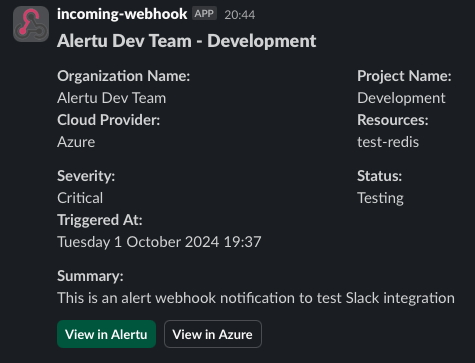 incoming-webhook APP 20:44
Alertu Dev Team - Development
Organization Name: Project Name:
Alertu Dev Team Development
Cloud Provider: Resources:
Azure test-redis
Severity: Status:
Critical Testing
Triggered At:
Tuesday 1 October 2024 19:37
Summary:
This is an alert webhook notification to test Slack integration
View in Alertu View in Azure